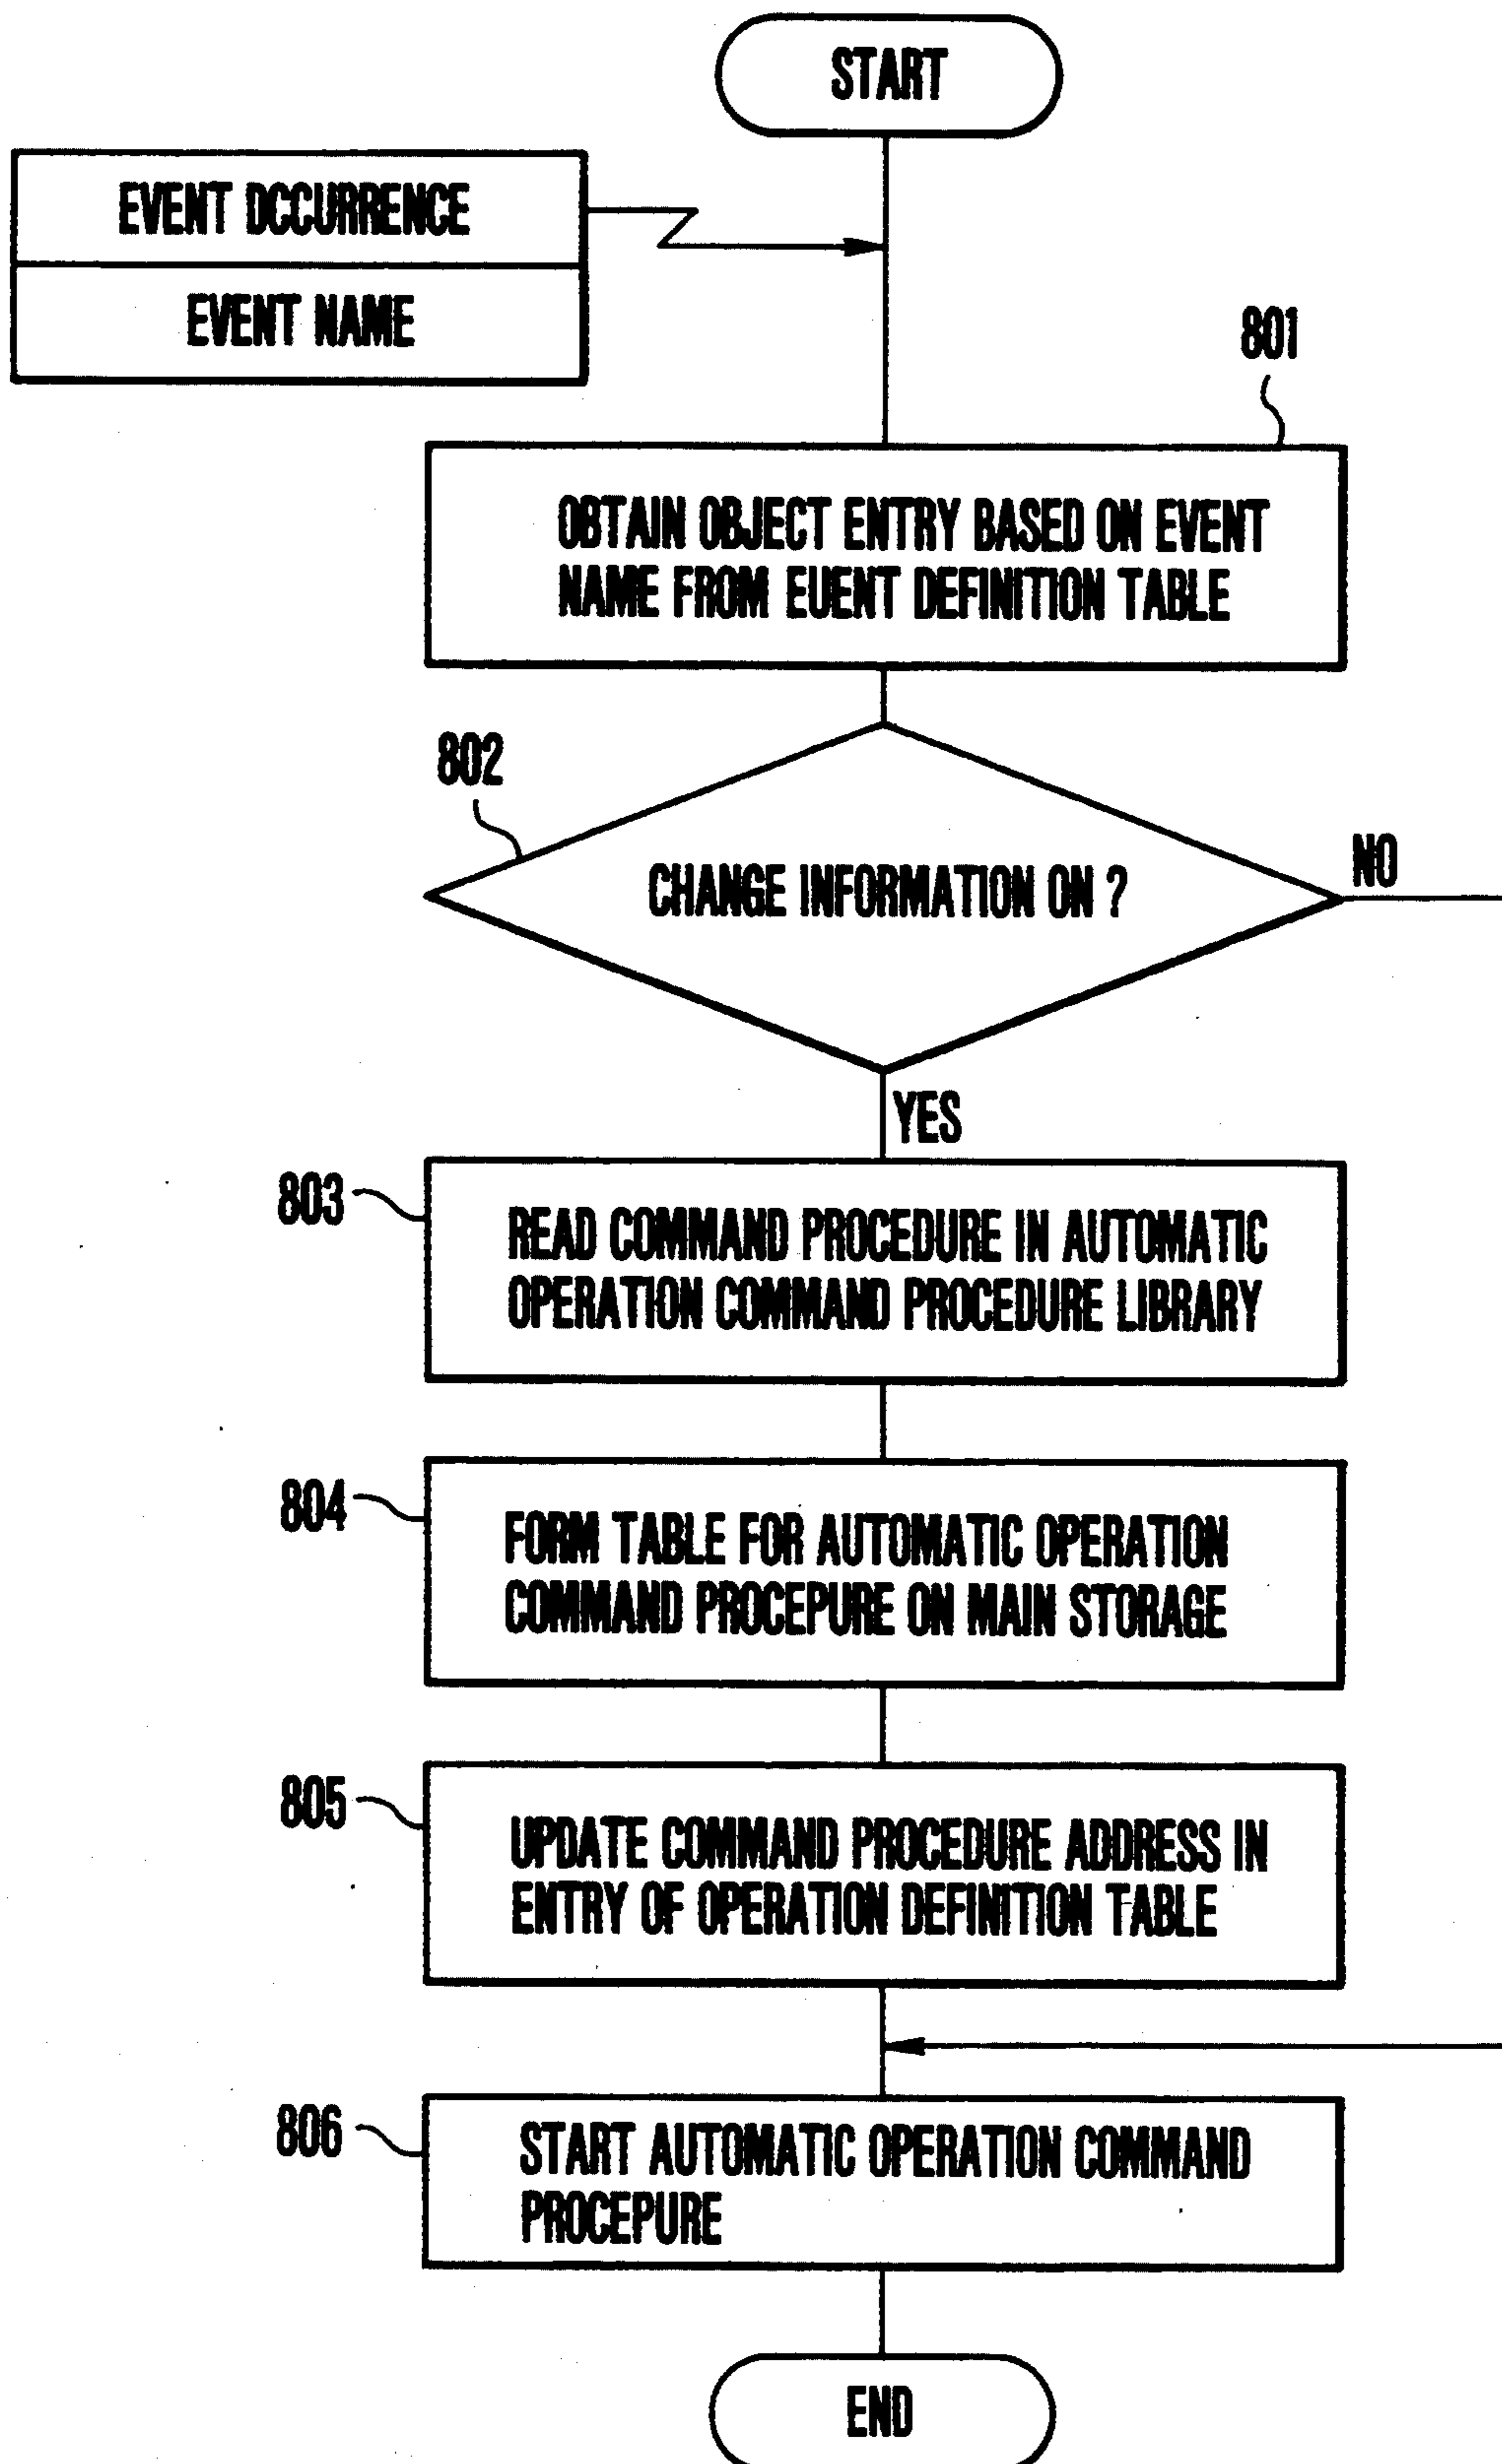 START
EVENT DCCURRENCE
EVENT NAME
801
OBTAIN OBJECT ENTRY BASED ON EVENT
NAME FROM EUENT DEFINITION TABLE
802
CHANGE INFORMATION ON ?
NO
YES
803
READ COMMAND PROCEDURE IN AUTOMATIC
OPERATION COMMAND PROCEDURE LIBRARY
804
FORM TABLE FOR AUTOMATIC OPERATION
COMMAND PROCEPURE ON MAIN STORAGE
805
UPDATE COMMAND PROCEDURE ADDRESS IN
ENTRY OF OPERATION DEFINITION TABLE
806
START AUTOMATIC OPERATION COMMAND
PROCEPURE
END